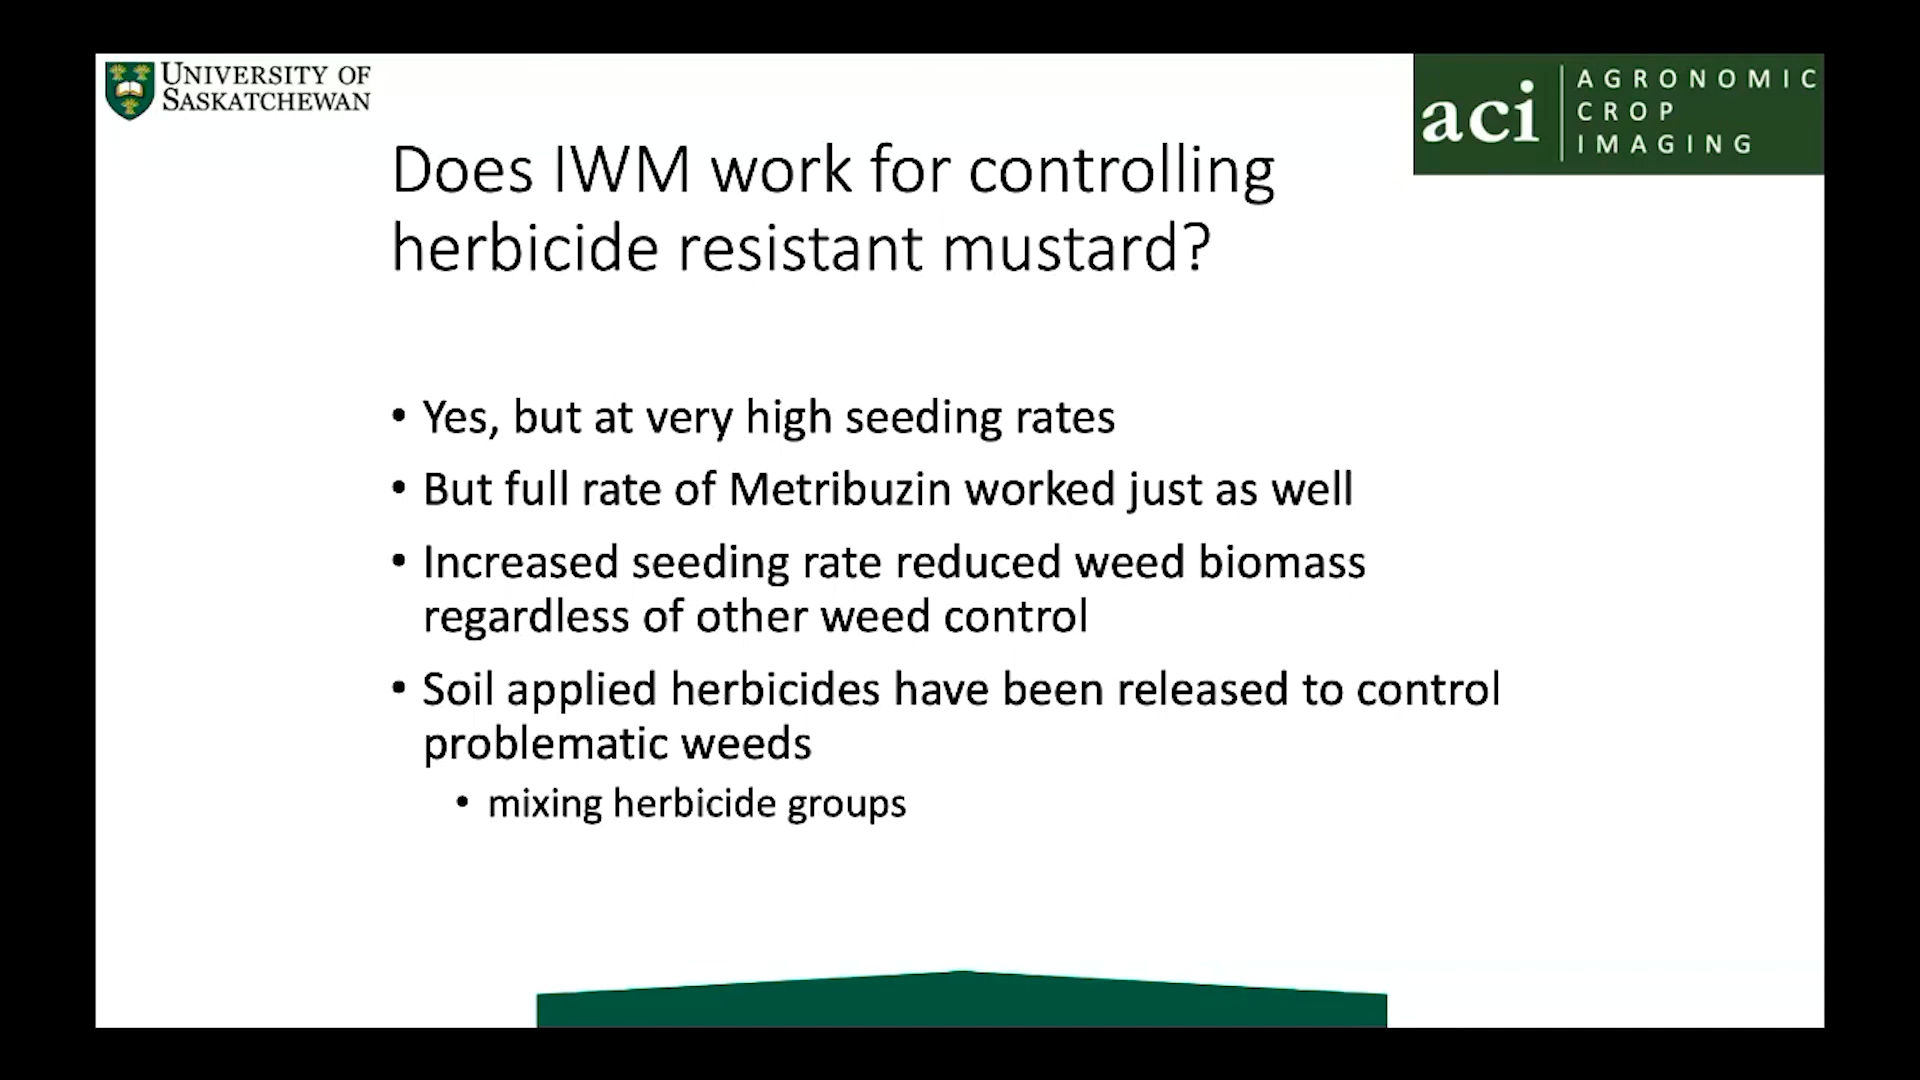 UNIVERSITY OF
SASKATCHEWAN
aci
AGRONOMIC
CROP
IMAGING
Does IWM work for controlling
herbicide resistant mustard?
• Yes, but at very high seeding rates
• But full rate of Metribuzin worked just as well
• Increased seeding rate reduced weed biomass
regardless of other weed control
• Soil applied herbicides have been released to control
problematic weeds
• mixing herbicide groups